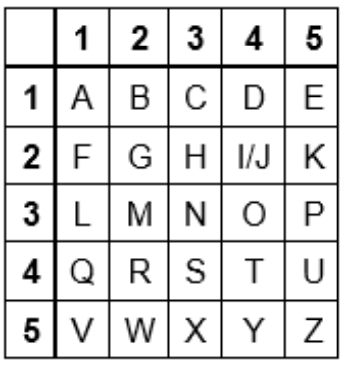 1 2 3 4 5
1 A B C D E
2 F G H I/J K
3 L M N O P
4 Q R S T U
5 V W X Y Z